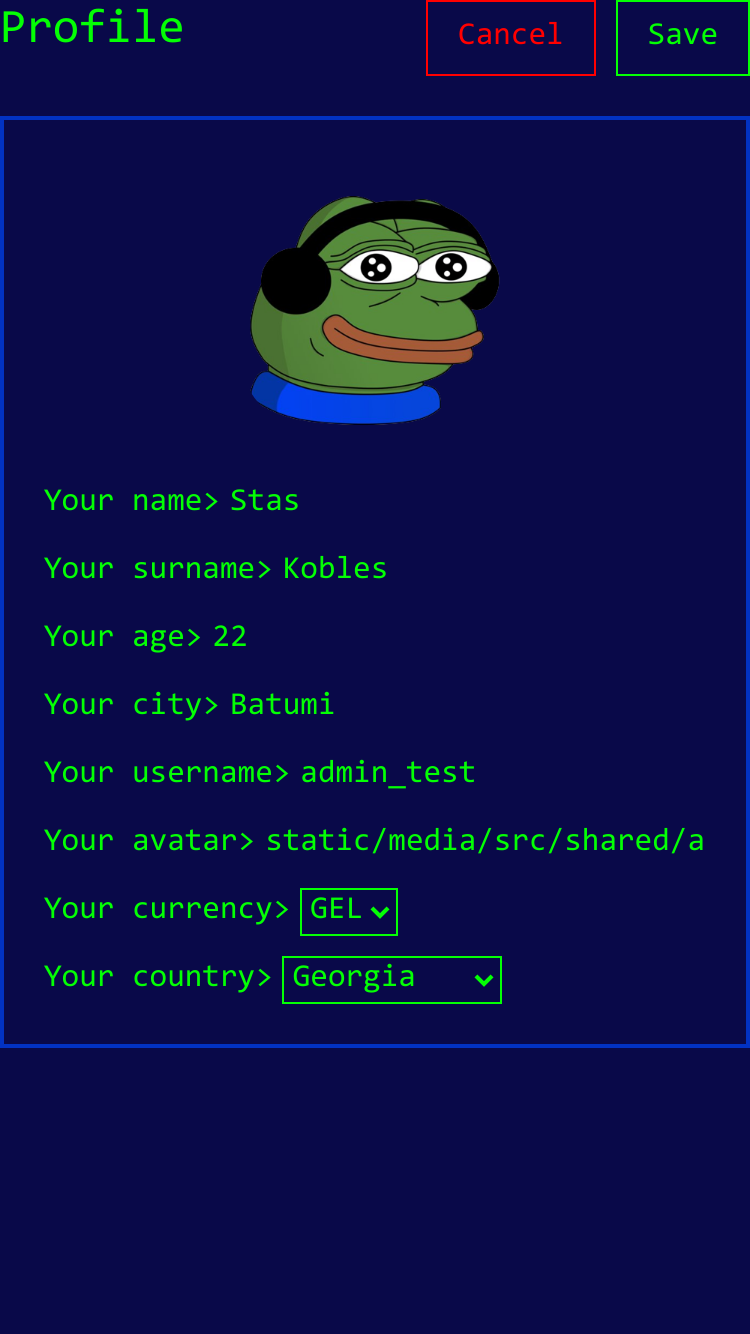 Profile
Cancel
Save
Your name> Stas
Your surname> Kobles
Your age> 22
Your city> Batumi
Your username> admin_test
Your avatar> static/media/src/shared/a
Your currency> GEL
Your country> Georgia